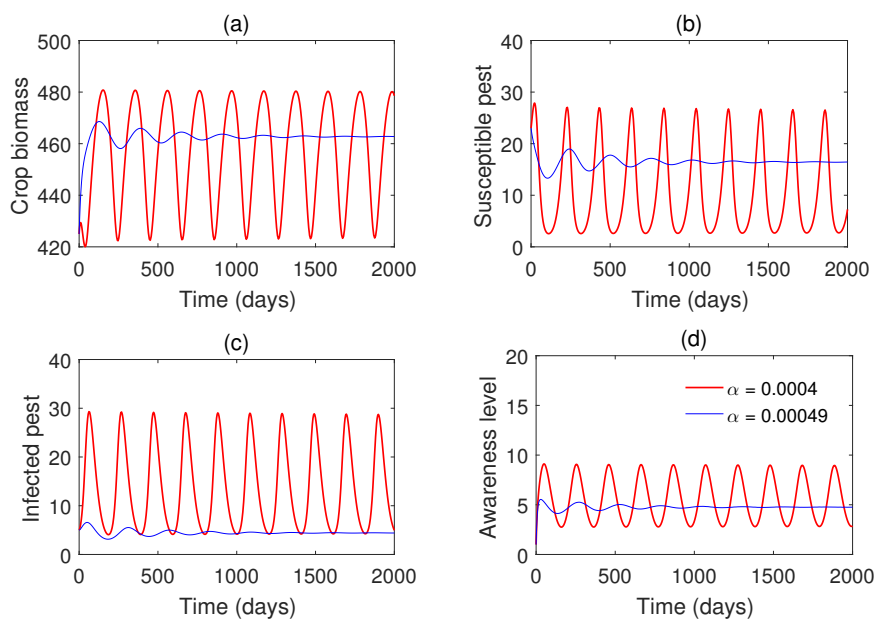 (a)
500
480
460
440
420
Crop biomass
0 500 1000 1500 2000
Time (days)
(b)
40
30
20
10
0
Susceptible pest
0 500 1000 1500 2000
Time (days)
(c)
40
30
20
10
0
Infected pest
0 500 1000 1500 2000
Time (days)
(d)
20
15
10
5
0
Awareness level
α = 0.0004
α = 0.00049
0 500 1000 1500 2000
Time (days)